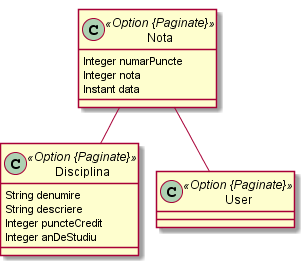 C «Option {Paginate}»
Nota
Integer numarPuncte
Integer nota
Instant data
C «Option {Paginate}»
Disciplina
String denumire
String descriere
Integer puncteCredit
Integer anDeStudiu
C «Option {Paginate}»
User